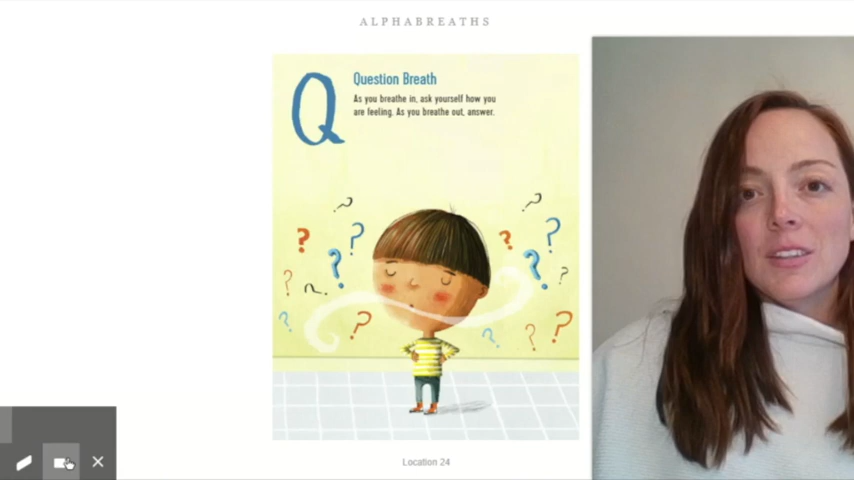 ALPHABREATHS
Q
Question Breath
As you breathe in, ask yourself how you
are feeling. As you breathe out, answer.
Location 24